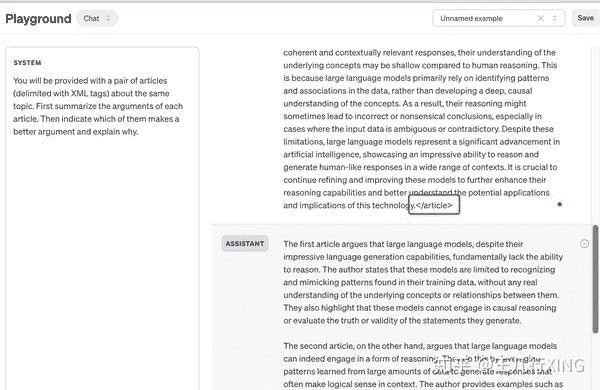 Playground
Chat
Unnamed example
Save
SYSTEM
You will be provided with a pair of articles
(delimited with XML tags) about the same
topic. First summarize the arguments of each
article. Then indicate which of them makes a
better argument and explain why.
coherent and contextually relevant responses, their understanding of the
underlying concepts may be shallow compared to human reasoning. This
is because large language models primarily rely on identifying patterns
and associations in the data, rather than developing a deep, causal
understanding of the concepts. As a result, their reasoning might
sometimes lead to incorrect or nonsensical conclusions, especially in
cases where the input data is ambiguous or contradictory. Despite these
limitations, large language models represent a significant advancement in
artificial intelligence, showcasing an impressive ability to reason and
generate human-like responses in a wide range of contexts. It is crucial to
continue refining and improving these models to further enhance their
reasoning capabilities and better understand the potential applications
and implications of this technology.</article>
ASSISTANT
The first article argues that large language models, despite their
impressive language generation capabilities, fundamentally lack the ability
to reason. The author states that these models are limited to recognizing
and mimicking patterns found in their training data, without any real
understanding of the underlying concepts or relationships between them.
They also highlight that these models cannot engage in causal reasoning
or evaluate the truth or validity of the statements they generate.
The second article, on the other hand, argues that large language models
can indeed engage in a form of reasoning. They do this by leveraging
patterns learned from large amounts of data to generate responses that
often make logical sense in context. The author provides examples such as
知乎